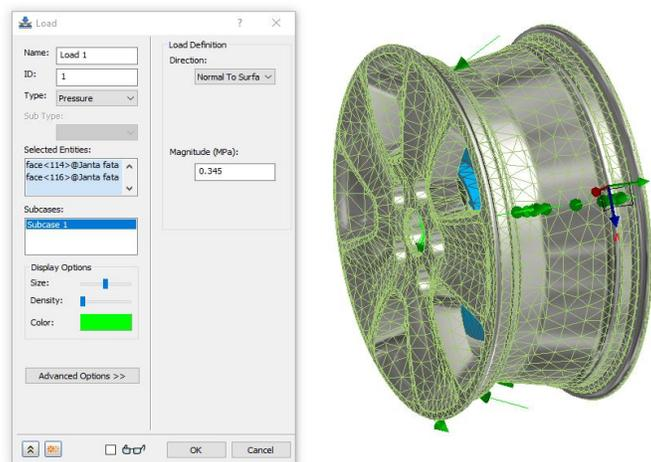 Load
Name:
Load 1
ID:
1
Type:
Pressure
Sub Type:
Selected Entities:
face<114>@Janta fata
face<116>@Janta fata
Subcases:
Subcase 1
Display Options
Size:
Density:
Color:
Advanced Options >>
Load Definition
Direction:
Normal To Surfa
Magnitude (MPa):
0.345
OK
Cancel